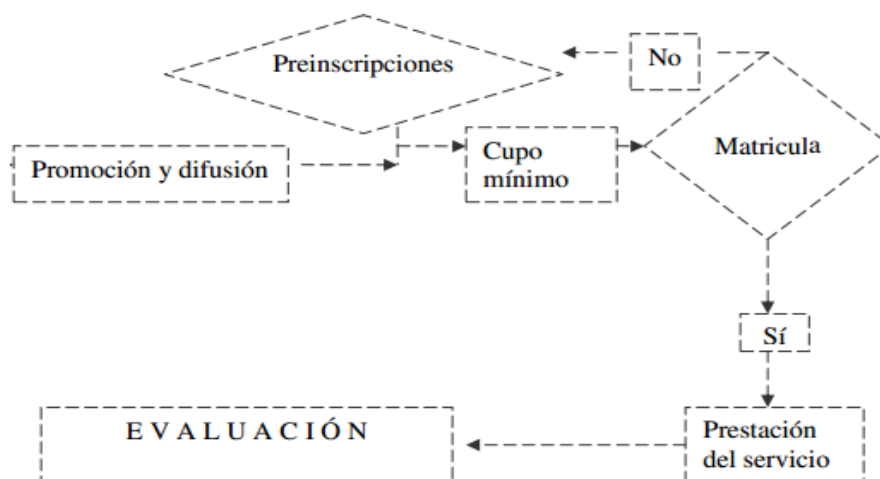 Preinscripciones
No
Promoción y difusión
Cupo
mínimo
Matricula
Sí
E V A L U A C I Ó N
Prestación
del servicio